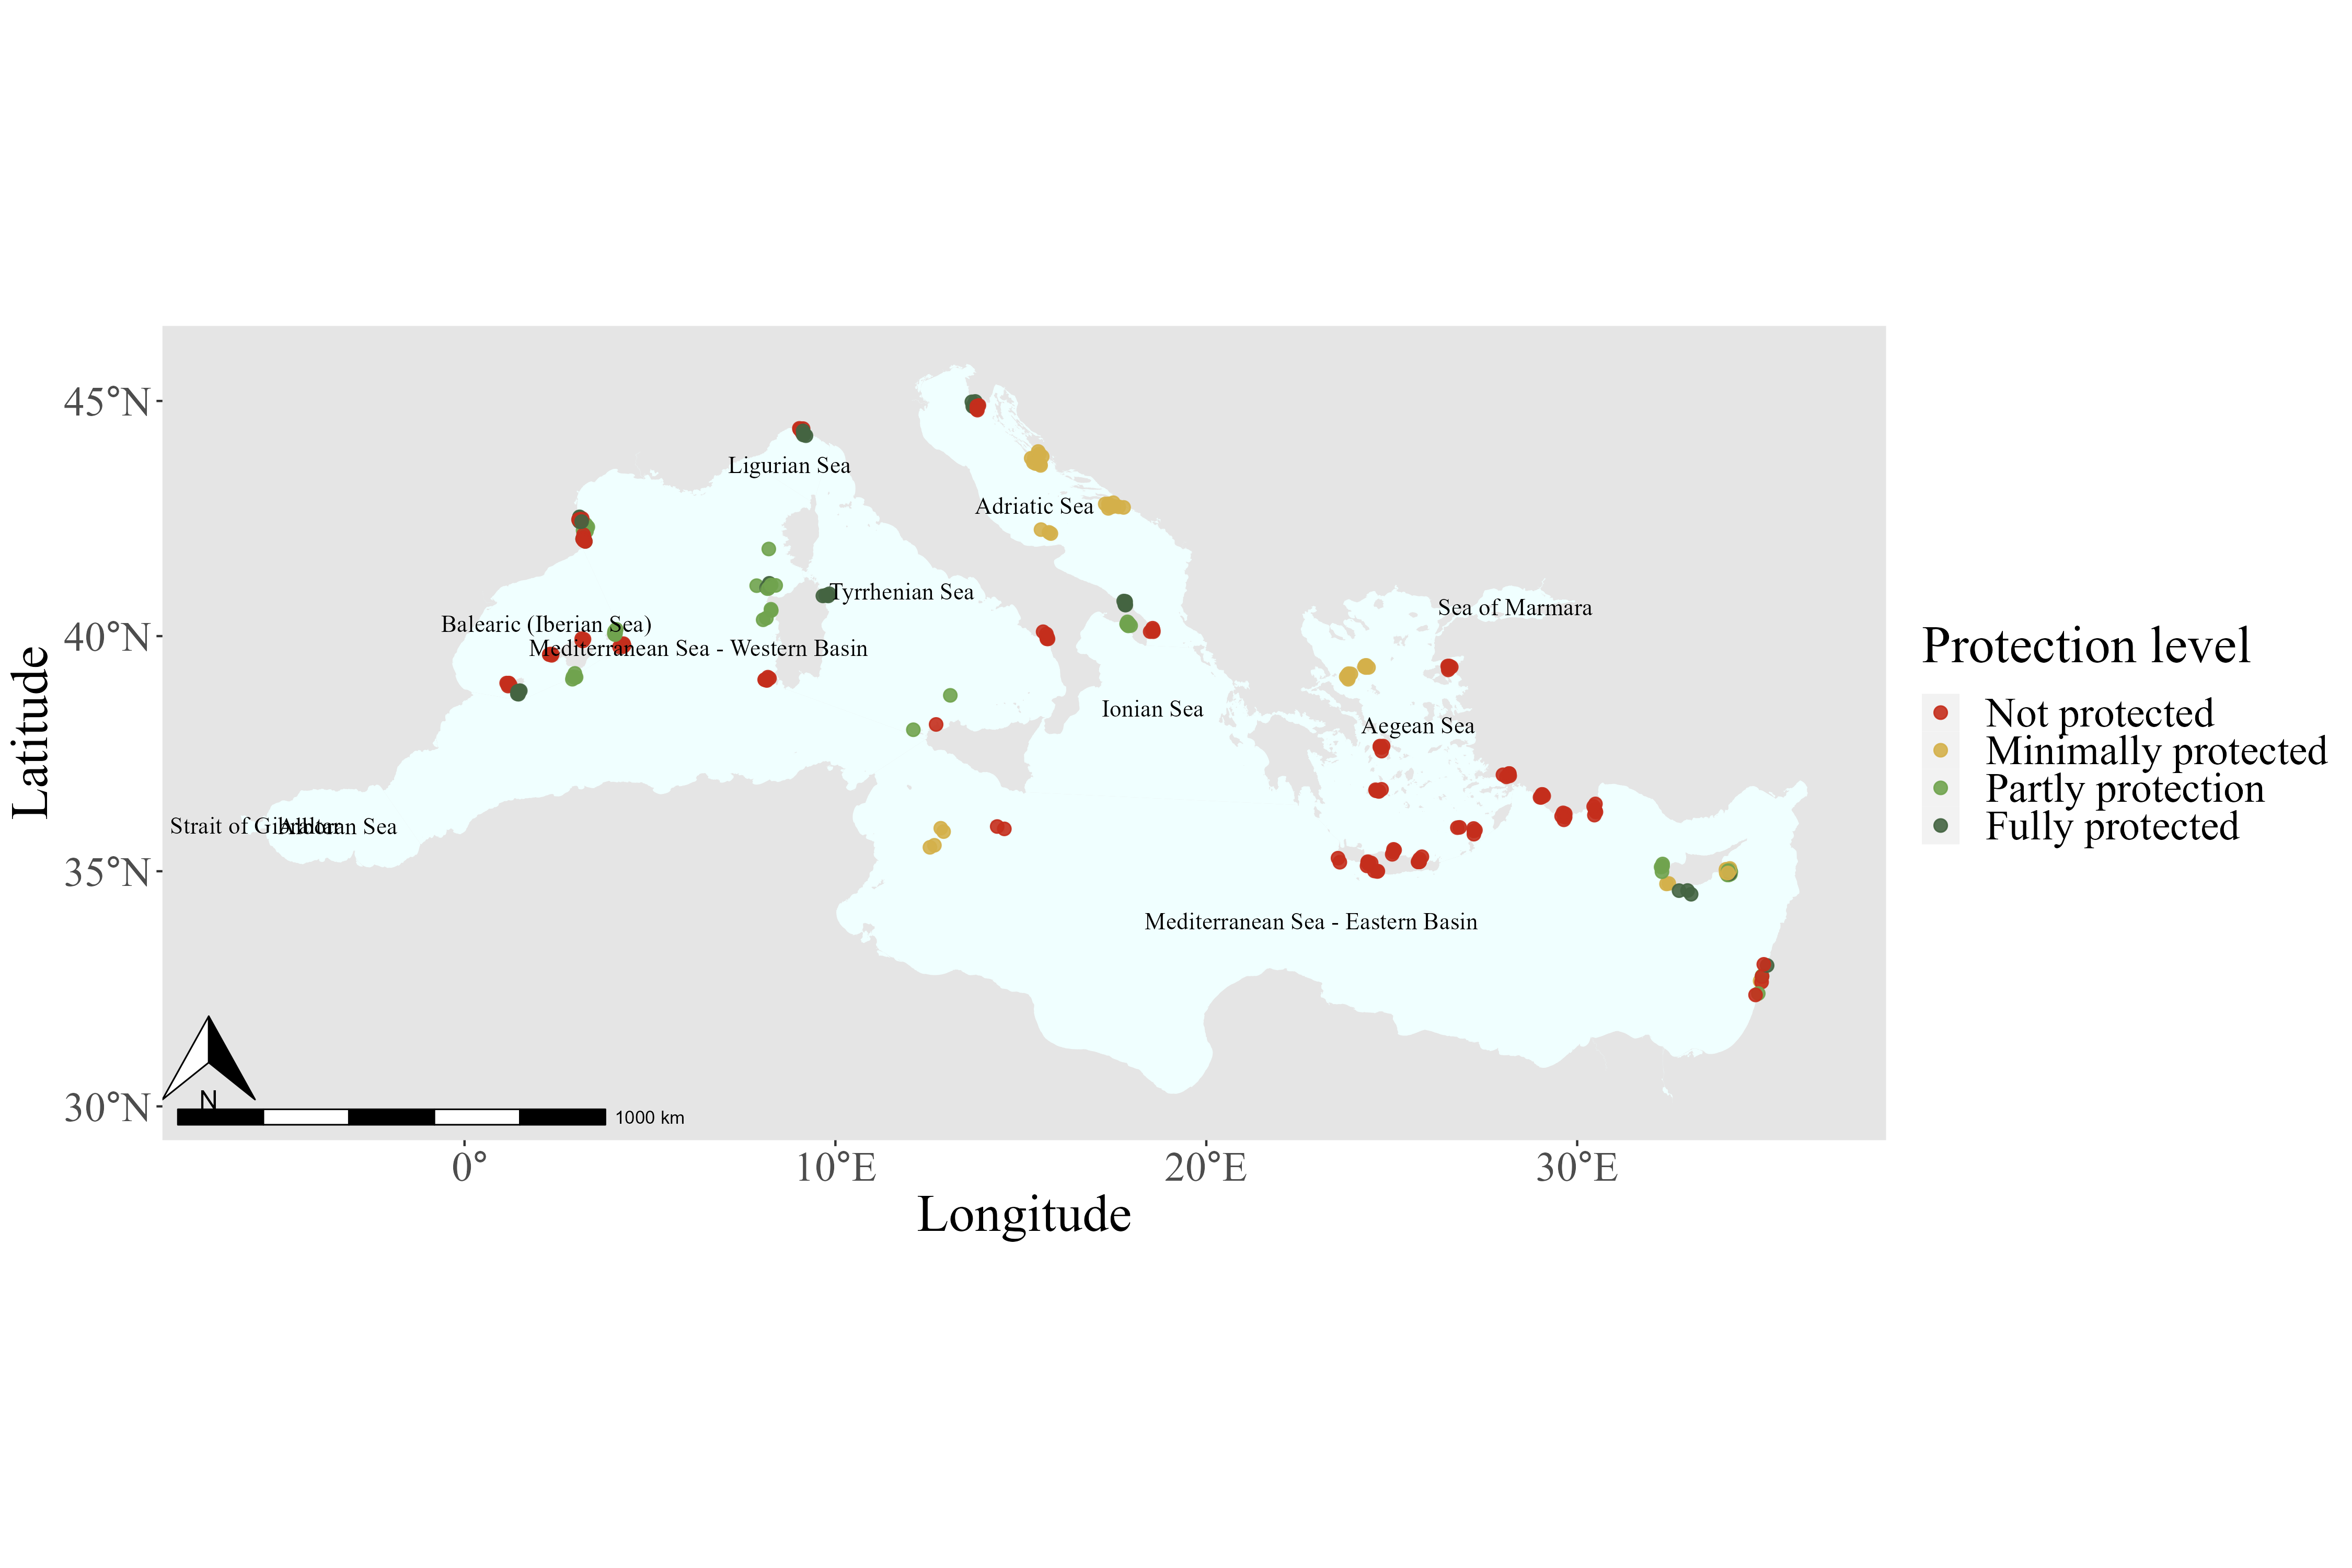 45°N
40°N
35°N
30°N
Latitude
Ligurian Sea
Adriatic Sea
Tyrrhenian Sea
Sea of Marmara
Balearic (Iberian Sea)
Mediterranean Sea - Western Basin
Ionian Sea
Aegean Sea
Strait of Gibraltar
Alboran Sea
Mediterranean Sea - Eastern Basin
N
1000 km
0°
10°E
20°E
30°E
Longitude
Protection level
Not protected
Minimally protected
Partly protection
Fully protected